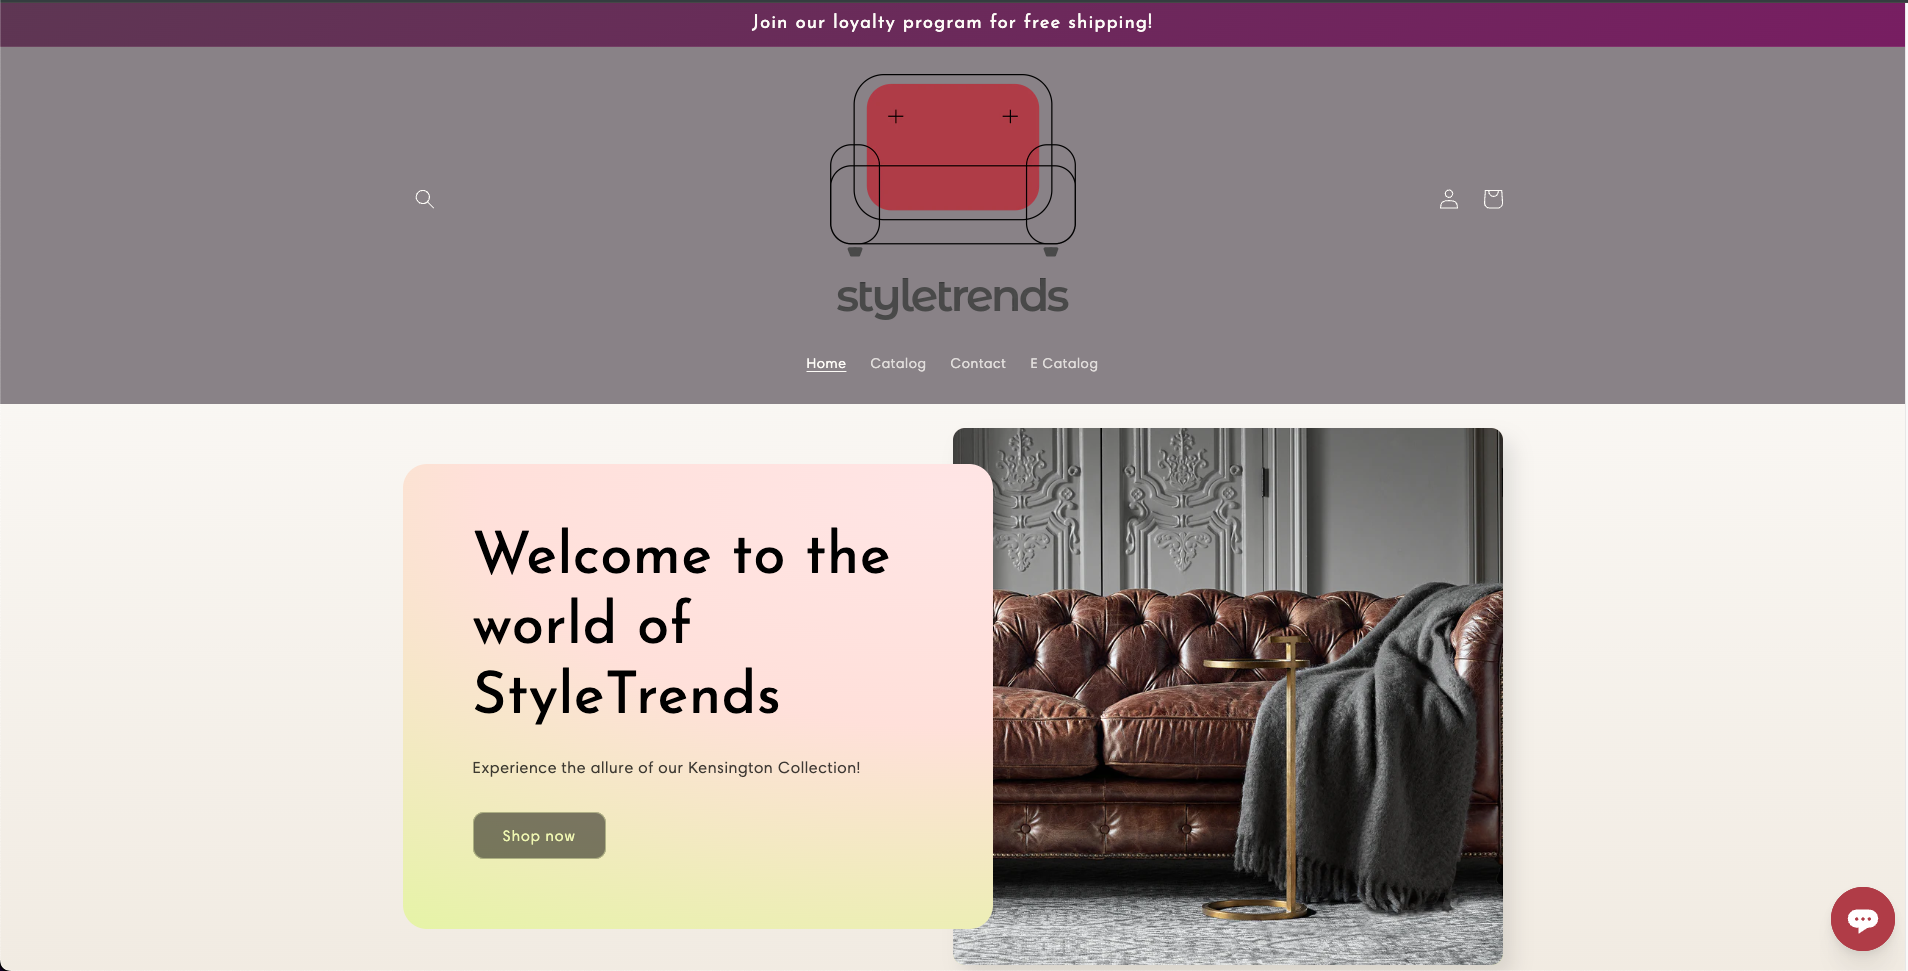 Join our loyalty program for free shipping!
styletrends
Home Catalog Contact E Catalog
Welcome to the
world of
StyleTrends
Experience the allure of our Kensington Collection!
Shop now